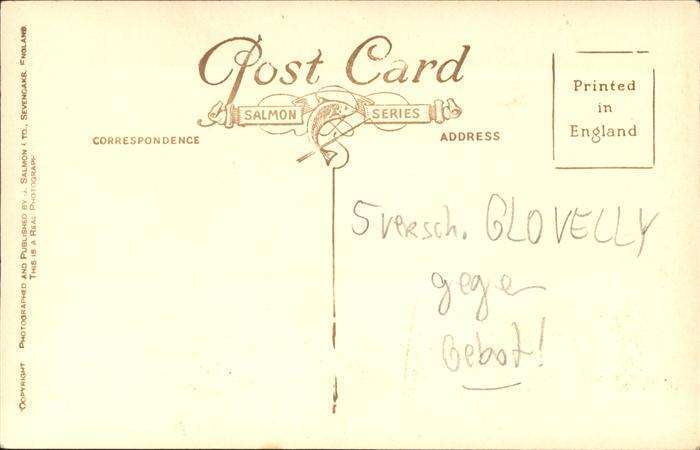 COPYRIGHT PHOTOGRAPHED AND PUBLISHED BY J. SALMON LTD., SEVENOAKS, ENGLAND.
THIS IS A REAL PHOTOGRAPH
Post Card
SALMON SERIES
CORRESPONDENCE
ADDRESS
Printed
in
England
5 versch. GLOVELLY
gegen
Gebot!